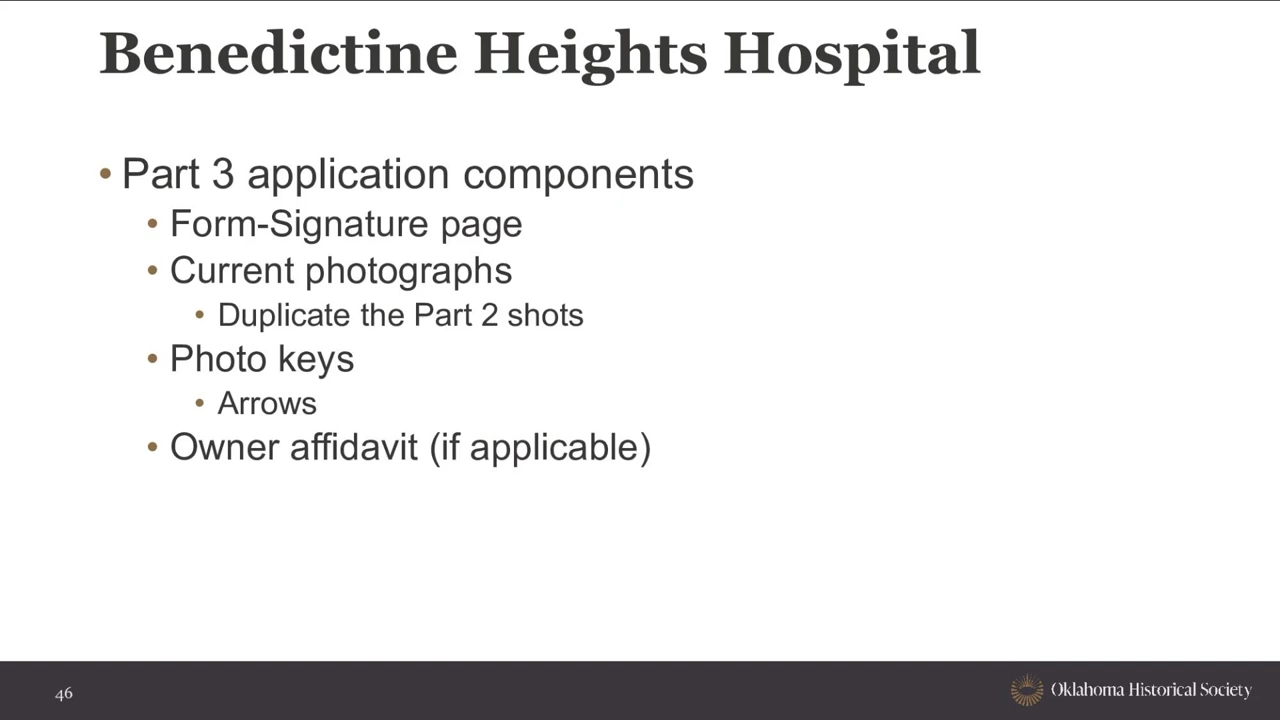 Benedictine Heights Hospital
• Part 3 application components
• Form-Signature page
• Current photographs
• Duplicate the Part 2 shots
• Photo keys
• Arrows
• Owner affidavit (if applicable)
46
Oklahoma Historical Society